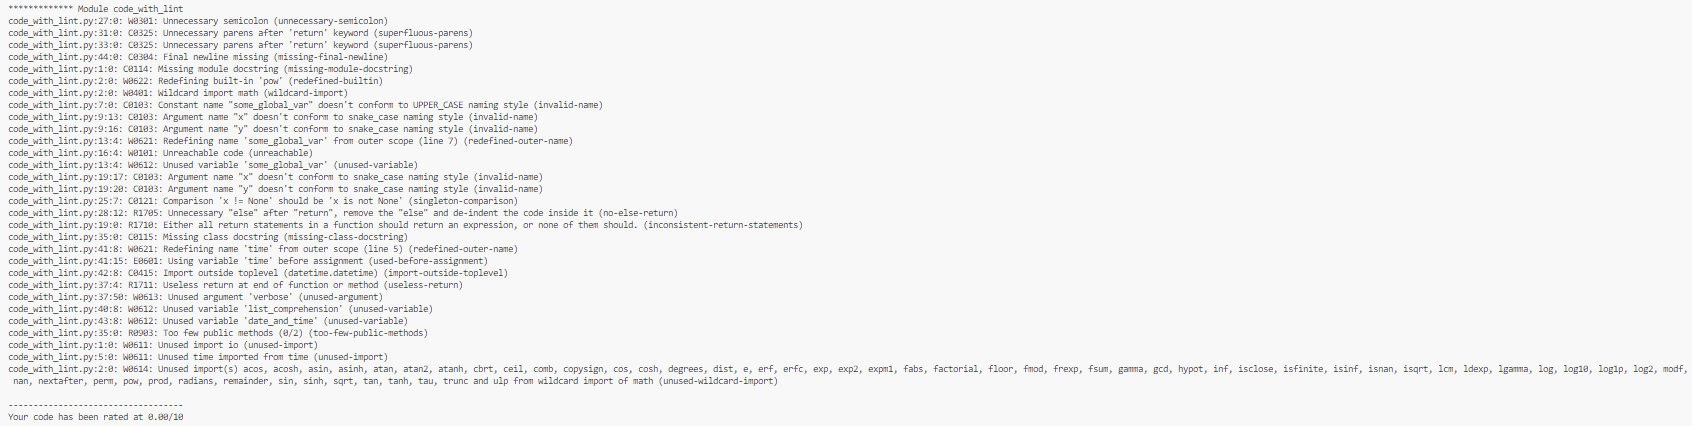 ************* Module code_with_lint
code_with_lint.py:27:0: W0301: Unnecessary semicolon (unnecessary-semicolon)
code_with_lint.py:31:0: C0325: Unnecessary parens after 'return' keyword (superfluous-parens)
code_with_lint.py:33:0: C0325: Unnecessary parens after 'return' keyword (superfluous-parens)
code_with_lint.py:44:0: C0304: Final newline missing (missing-final-newline)
code_with_lint.py:1:0: C0114: Missing module docstring (missing-module-docstring)
code_with_lint.py:2:0: W0622: Redefining built-in 'pow' (redefined-builtin)
code_with_lint.py:2:0: W0401: Wildcard import math (wildcard-import)
code_with_lint.py:7:0: C0103: Constant name "some_global_var" doesn't conform to UPPER_CASE naming style (invalid-name)
code_with_lint.py:9:13: C0103: Argument name "x" doesn't conform to snake_case naming style (invalid-name)
code_with_lint.py:9:16: C0103: Argument name "y" doesn't conform to snake_case naming style (invalid-name)
code_with_lint.py:13:4: W0621: Redefining name 'some_global_var' from outer scope (line 7) (redefined-outer-name)
code_with_lint.py:16:4: W0101: Unreachable code (unreachable)
code_with_lint.py:13:4: W0612: Unused variable 'some_global_var' (unused-variable)
code_with_lint.py:19:17: C0103: Argument name "x" doesn't conform to snake_case naming style (invalid-name)
code_with_lint.py:19:20: C0103: Argument name "y" doesn't conform to snake_case naming style (invalid-name)
code_with_lint.py:25:7: C0121: Comparison 'x != None' should be 'x is not None' (singleton-comparison)
code_with_lint.py:28:12: R1705: Unnecessary "else" after "return", remove the "else" and de-indent the code inside it (no-else-return)
code_with_lint.py:19:0: R1710: Either all return statements in a function should return an expression, or none of them should. (inconsistent-return-statements)
code_with_lint.py:35:0: C0115: Missing class docstring (missing-class-docstring)
code_with_lint.py:41:8: W0621: Redefining name 'time' from outer scope (line 5) (redefined-outer-name)
code_with_lint.py:41:15: E0601: Using variable 'time' before assignment (used-before-assignment)
code_with_lint.py:42:8: C0415: Import outside toplevel (datetime.datetime) (import-outside-toplevel)
code_with_lint.py:37:4: R1711: Useless return at end of function or method (useless-return)
code_with_lint.py:37:50: W0613: Unused argument 'verbose' (unused-argument)
code_with_lint.py:40:8: W0612: Unused variable 'list_comprehension' (unused-variable)
code_with_lint.py:43:8: W0612: Unused variable 'date_and_time' (unused-variable)
code_with_lint.py:35:0: R0903: Too few public methods (0/2) (too-few-public-methods)
code_with_lint.py:1:0: W0611: Unused import io (unused-import)
code_with_lint.py:5:0: W0611: Unused time imported from time (unused-import)
code_with_lint.py:2:0: W0614: Unused import(s) acos, acosh, asin, asinh, atan, atan2, atanh, cbrt, ceil, comb, copysign, cos, cosh, degrees, dist, e, erf, erfc, exp, exp2, expm1, fabs, factorial, floor, fmod, frexp, fsum, gamma, gcd, hypot, inf, isclose, isfinite, isinf, isnan, isqrt, lcm, ldexp, lgamma, log, log10, log1p, log2, modf,
nan, nextafter, perm, pow, prod, radians, remainder, sin, sinh, sqrt, tan, tanh, tau, trunc and ulp from wildcard import of math (unused-wildcard-import)
-----------------------------------
Your code has been rated at 0.00/10